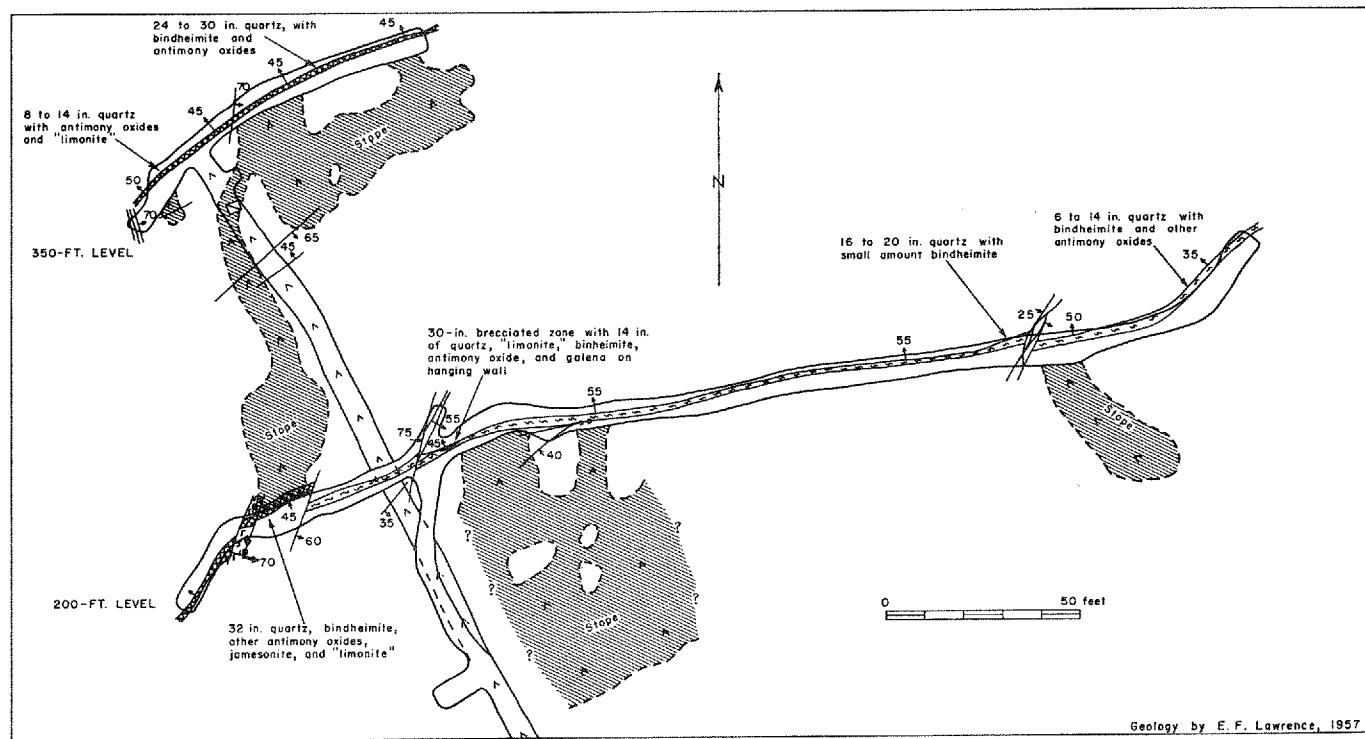 24 to 30 in. quartz, with
bindheimite and
antimony oxides
45
45
70
8 to 14 in. quartz
with antimony oxides
and "limonite"
45
50
70
Stope
350-FT. LEVEL
65
45
N
6 to 14 in. quartz with
bindheimite and other
antimony oxides
16 to 20 in. quartz with
small amount bindheimite
35
25
50
30-in. brecciated zone with 14 in.
of quartz, "limonite," binheimite,
antimony oxide, and galena on
hanging wall
55
55
55
75
45
40
Stope
Stope
45
35
60
70
?
?
?
?
?
?
200-FT. LEVEL
32 in. quartz, bindheimite,
other antimony oxides,
jamesonite, and "limonite"
Stope
0 50 feet
Geology by E. F. Lawrence, 1957